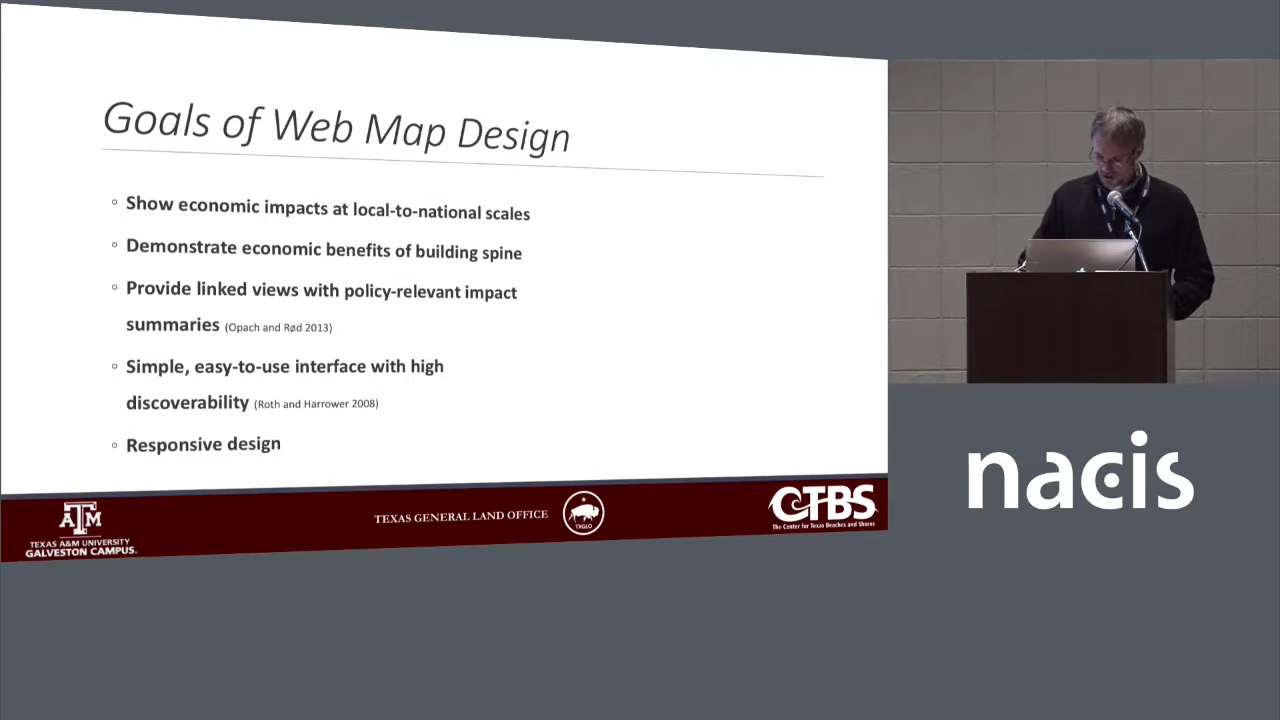 Goals of Web Map Design
Show economic impacts at local-to-national scales
Demonstrate economic benefits of building spine
Provide linked views with policy-relevant impact
summaries (Opach and Rød 2013)
Simple, easy-to-use interface with high
discoverability (Roth and Harrower 2008)
Responsive design
ATM
TEXAS A&M UNIVERSITY
GALVESTON CAMPUS.
TEXAS GENERAL LAND OFFICE
TXGLO
CTBS
The Center for Texas Beaches and Shores
nacis